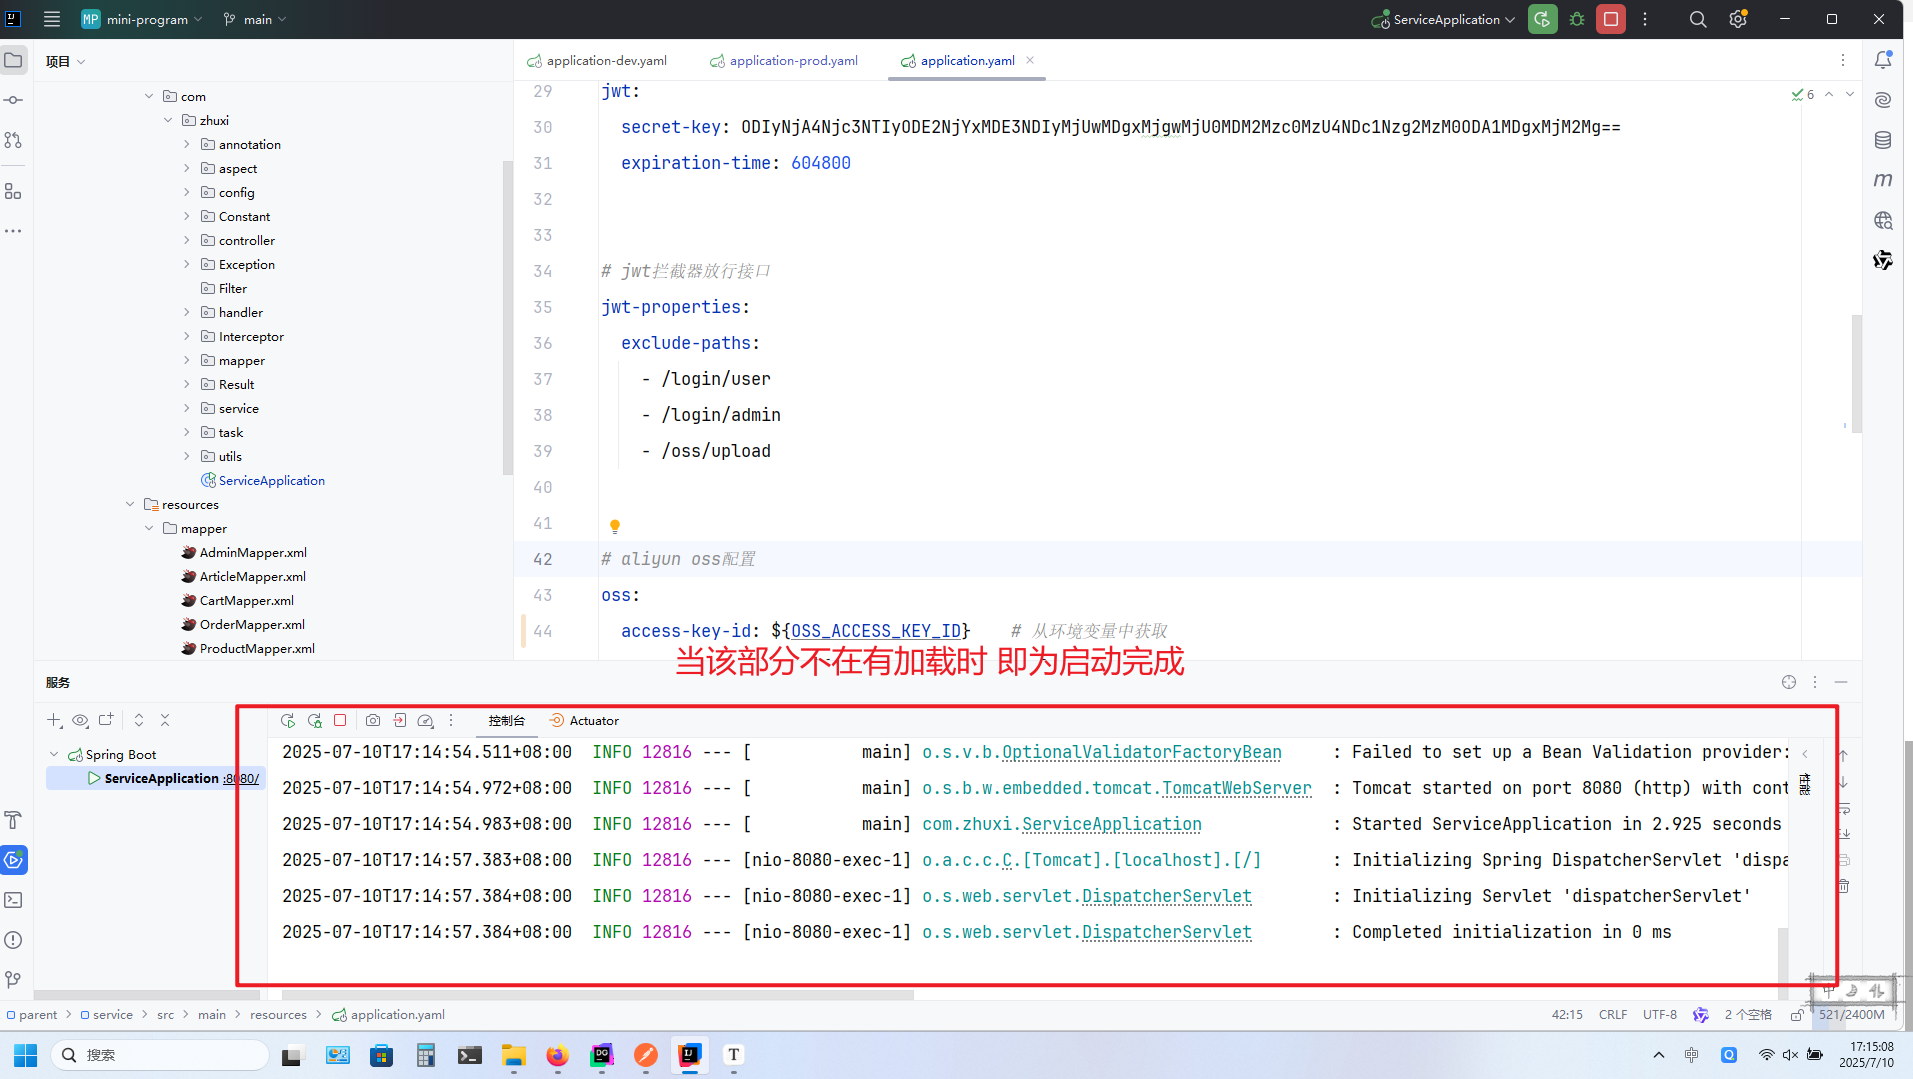 MP mini-program main ServiceApplication
项目
application-dev.yaml application-prod.yaml application.yaml
com
zhuxi
annotation
aspect
config
Constant
controller
Exception
Filter
handler
Interceptor
mapper
Result
service
task
utils
ServiceApplication
resources
mapper
AdminMapper.xml
ArticleMapper.xml
CartMapper.xml
OrderMapper.xml
ProductMapper.xml
6
29 jwt:
30 secret-key: ODIyNjA4Njc3NTIyODE2NjYxMDE3NDIyMjUwMDgxMjgwMjU0MDM2Mzc0MzU4NDc1Nzg2MzM0ODA1MDgxMjM2Mg==
31 expiration-time: 604800
32
33
34 # jwt拦截器放行接口
35 jwt-properties:
36 exclude-paths:
37 - /login/user
38 - /login/admin
39 - /oss/upload
40
41
42 # aliyun oss配置
43 oss:
44 access-key-id: ${OSS_ACCESS_KEY_ID} # 从环境变量中获取
当该部分不在有加载时 即为启动完成
服务
控制台 Actuator
Spring Boot
ServiceApplication :8080/
2025-07-10T17:14:54.511+08:00 INFO 12816 --- [ main] o.s.v.b.OptionalValidatorFactoryBean : Failed to set up a Bean Validation provider:
2025-07-10T17:14:54.972+08:00 INFO 12816 --- [ main] o.s.b.w.embedded.tomcat.TomcatWebServer : Tomcat started on port 8080 (http) with cont
2025-07-10T17:14:54.983+08:00 INFO 12816 --- [ main] com.zhuxi.ServiceApplication : Started ServiceApplication in 2.925 seconds
2025-07-10T17:14:57.383+08:00 INFO 12816 --- [nio-8080-exec-1] o.a.c.c.C.[Tomcat].[localhost].[/] : Initializing Spring DispatcherServlet 'dispa
2025-07-10T17:14:57.384+08:00 INFO 12816 --- [nio-8080-exec-1] o.s.web.servlet.DispatcherServlet : Initializing Servlet 'dispatcherServlet'
2025-07-10T17:14:57.384+08:00 INFO 12816 --- [nio-8080-exec-1] o.s.web.servlet.DispatcherServlet : Completed initialization in 0 ms
性能
parent service src main resources application.yaml
42:15 CRLF UTF-8 2 个空格 521/2400M
搜索
中
17:15:08
2025/7/10